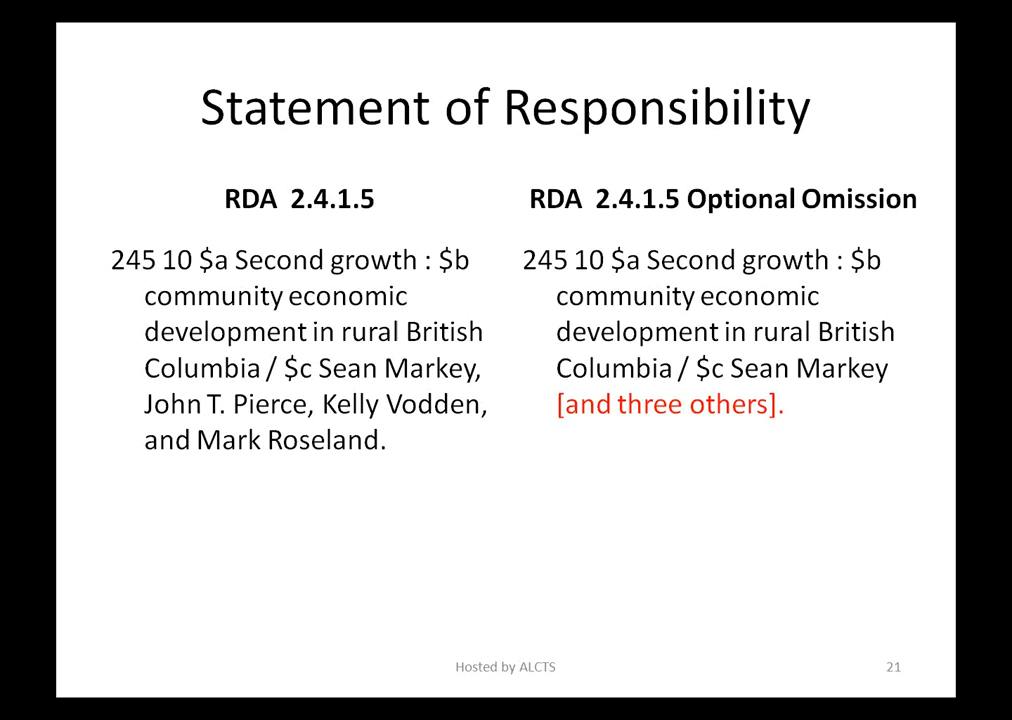 Statement of Responsibility
RDA 2.4.1.5
245 10 $a Second growth : $b
community economic
development in rural British
Columbia / $c Sean Markey,
John T. Pierce, Kelly Vodden,
and Mark Roseland.
RDA 2.4.1.5 Optional Omission
245 10 $a Second growth : $b
community economic
development in rural British
Columbia / $c Sean Markey
[and three others].
Hosted by ALCTS
21